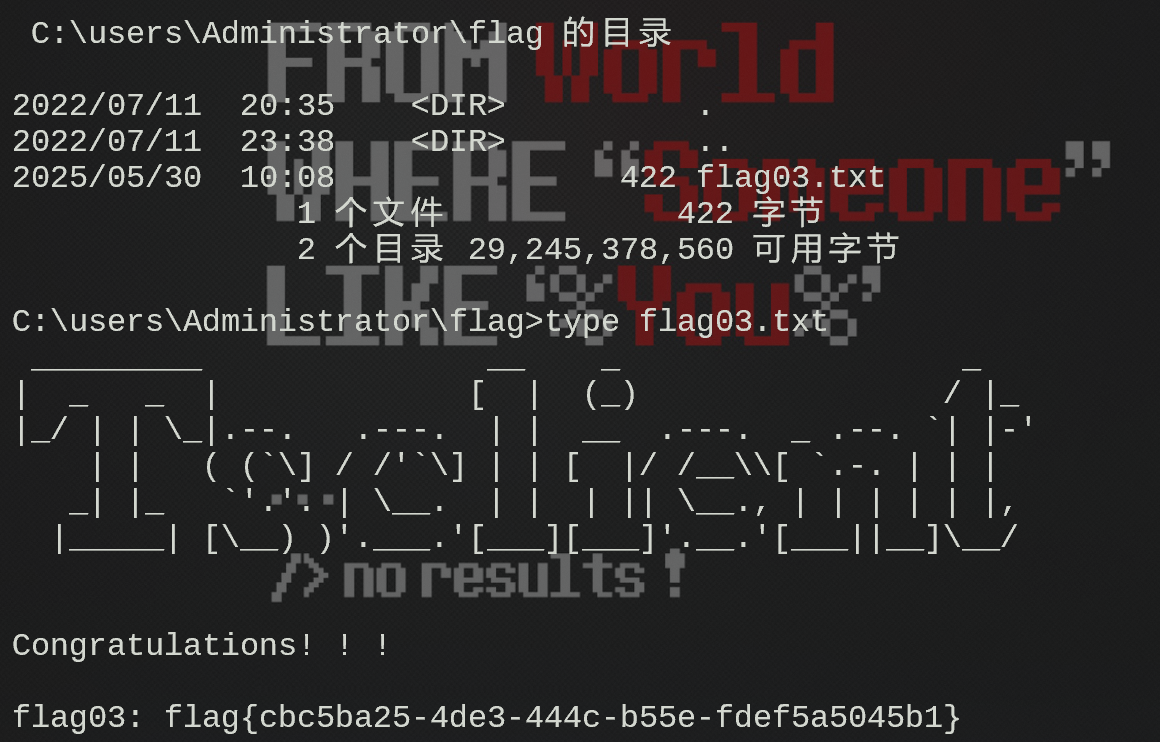 C:\users\Administrator\flag 的目录
2022/07/11  20:35    <DIR>          .
2022/07/11  23:38    <DIR>          ..
2025/05/30  10:08               422 flag03.txt
               1 个文件            422 字节
               2 个目录 29,245,378,560 可用字节
C:\users\Administrator\flag>type flag03.txt
Tsclient
Congratulations! ! !
flag03: flag{cbc5ba25-4de3-444c-b55e-fdef5a5045b1}
FROM World
WHERE “Someone”
LIKE ‘%You%’
...
/> no results !